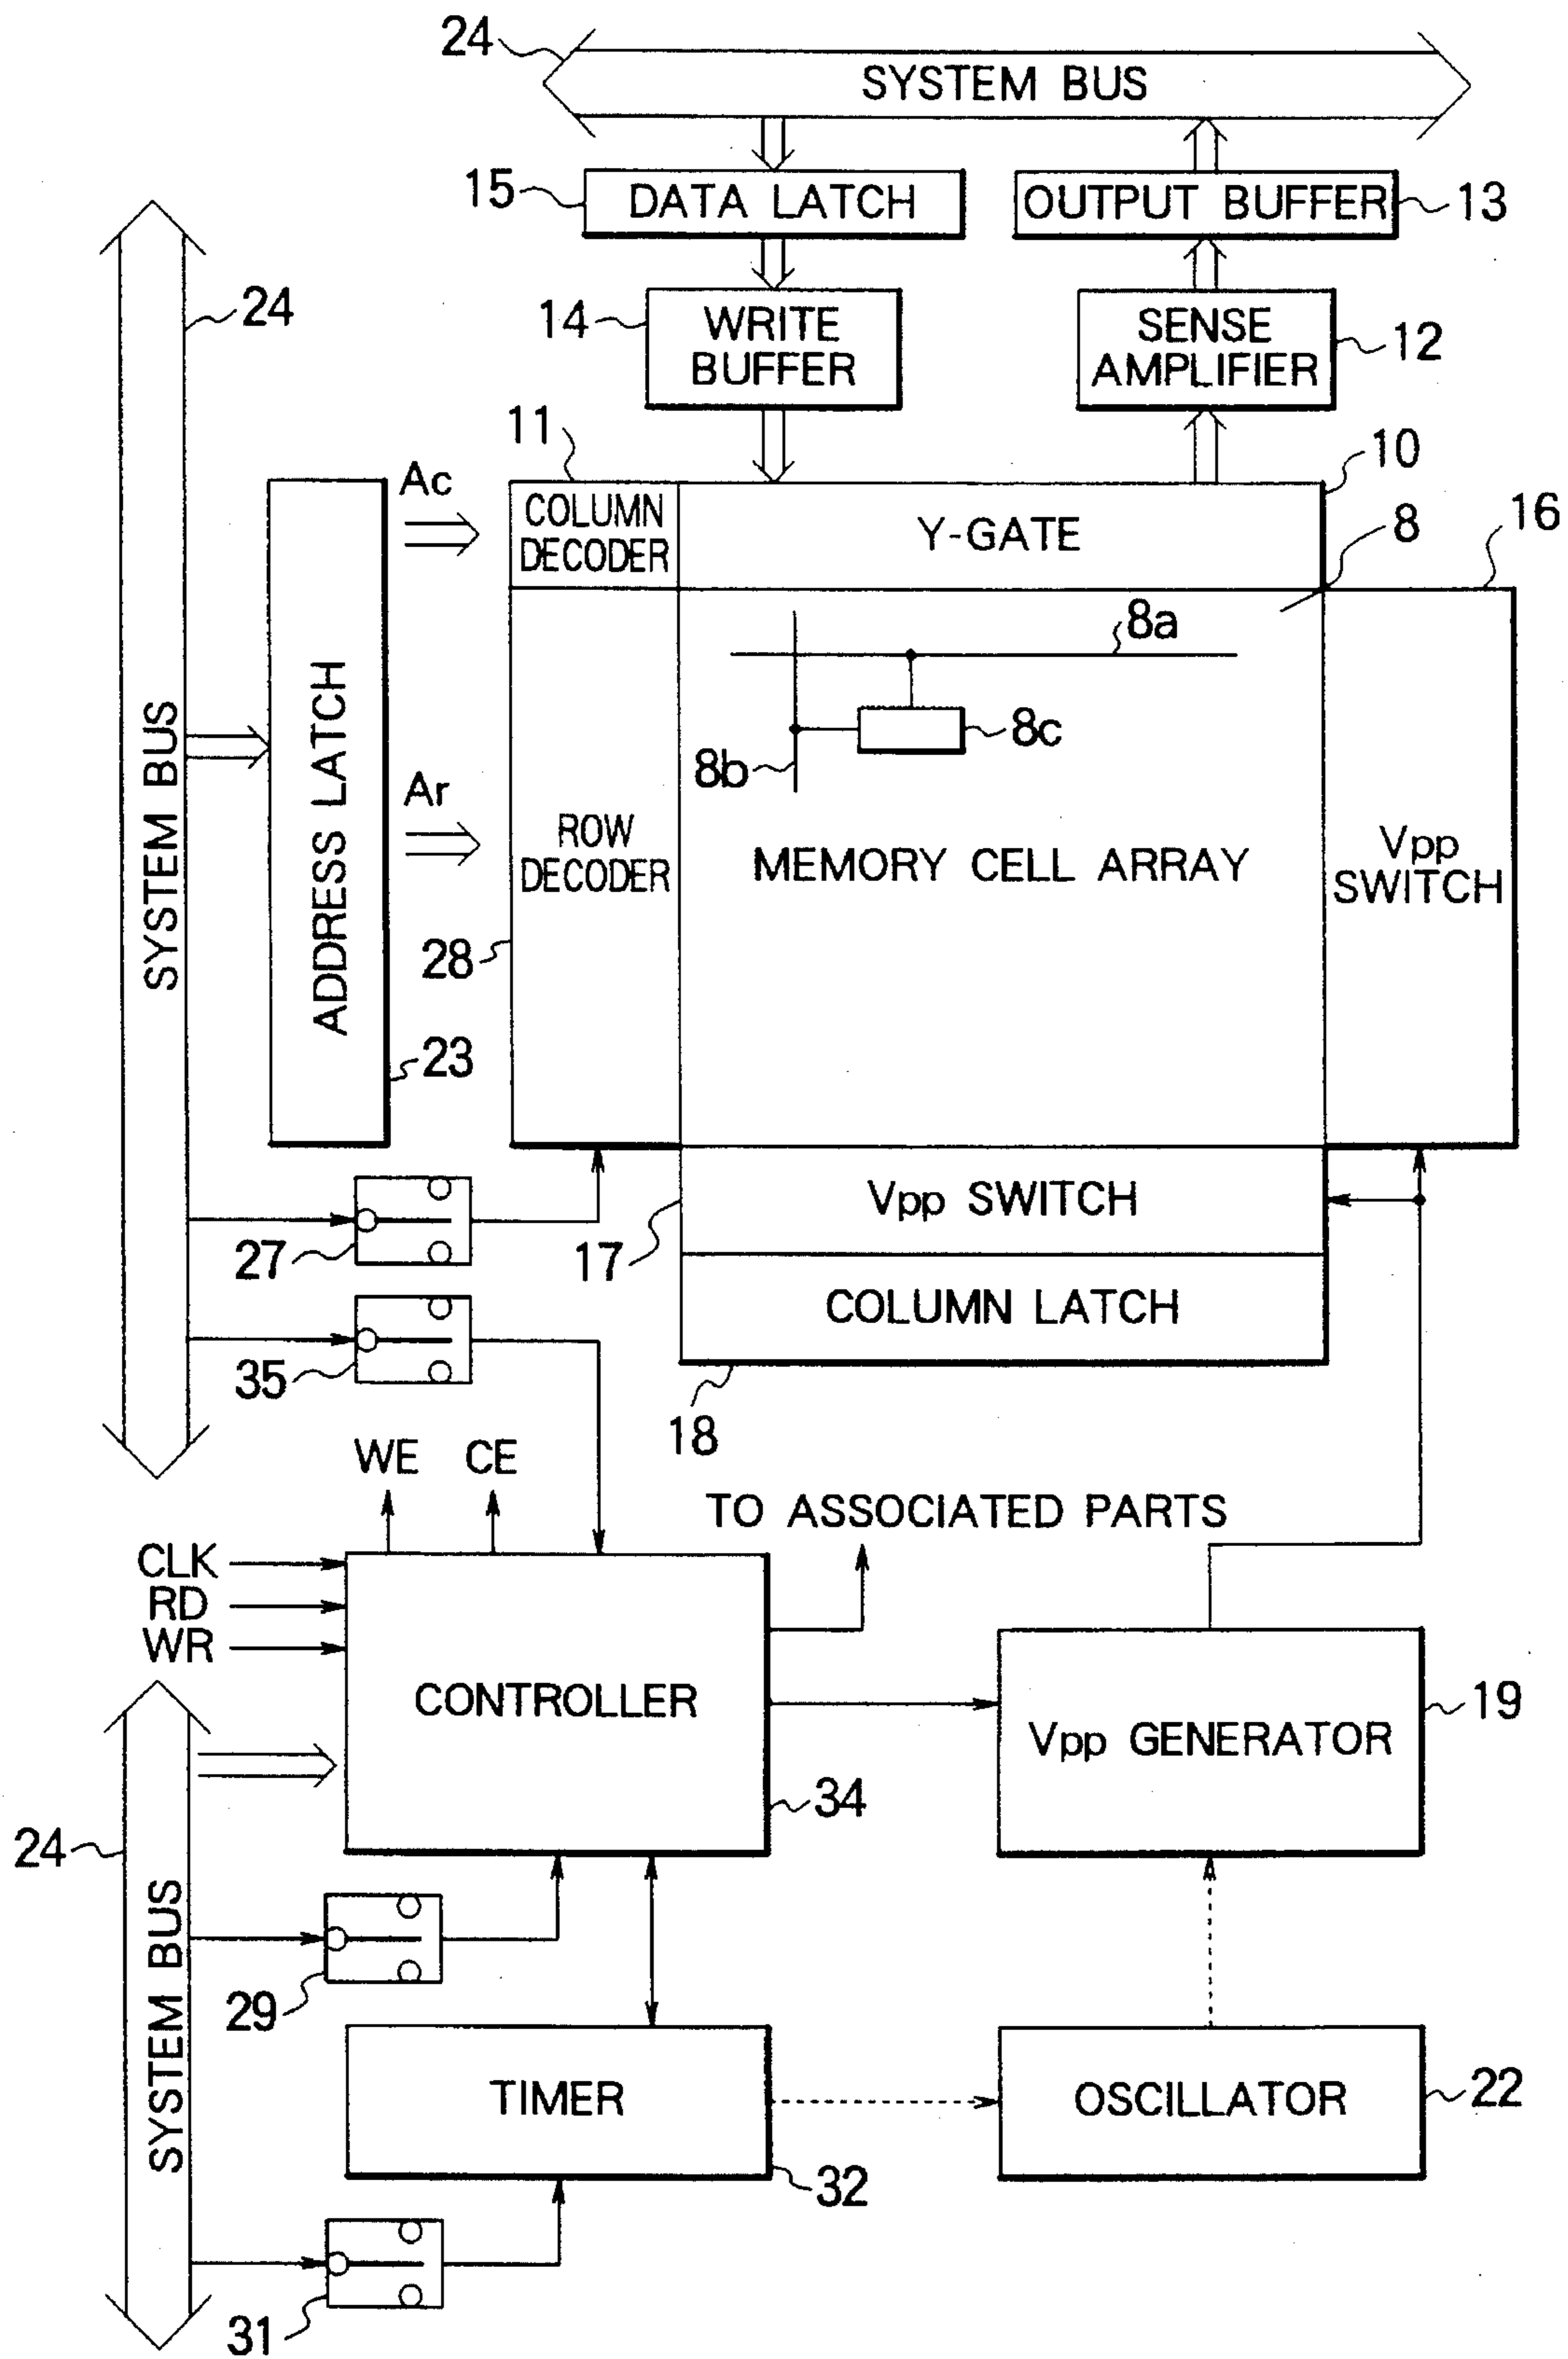 24
SYSTEM BUS
15
DATA LATCH
OUTPUT BUFFER
13
24
14
WRITE
BUFFER
SENSE
AMPLIFIER
12
11
10
Ac
COLUMN
DECODER
Y-GATE
8
16
8a
8c
8b
SYSTEM BUS
ADDRESS LATCH
Ar
ROW
DECODER
MEMORY CELL ARRAY
Vpp
SWITCH
28
23
27
17
Vpp SWITCH
COLUMN LATCH
35
18
WE
CE
TO ASSOCIATED PARTS
CLK
RD
WR
CONTROLLER
34
Vpp GENERATOR
19
24
SYSTEM BUS
29
TIMER
32
OSCILLATOR
22
31